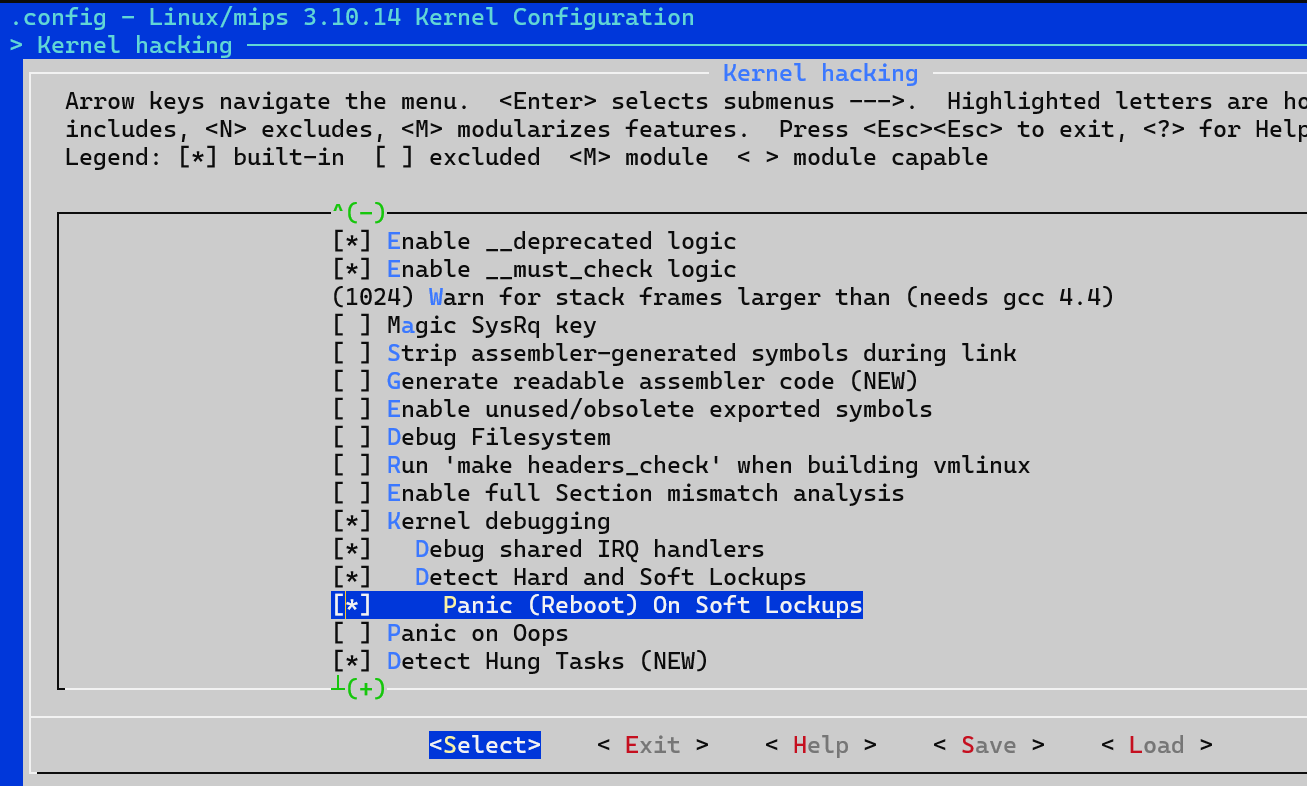 .config - Linux/mips 3.10.14 Kernel Configuration
> Kernel hacking
Kernel hacking
Arrow keys navigate the menu.  <Enter> selects submenus --->.  Highlighted letters are ho
includes, <N> excludes, <M> modularizes features.  Press <Esc><Esc> to exit, <?> for Help
Legend: [*] built-in  [ ] excluded  <M> module  < > module capable
^(-)
[*] Enable __deprecated logic
[*] Enable __must_check logic
(1024) Warn for stack frames larger than (needs gcc 4.4)
[ ] Magic SysRq key
[ ] Strip assembler-generated symbols during link
[ ] Generate readable assembler code (NEW)
[ ] Enable unused/obsolete exported symbols
[ ] Debug Filesystem
[ ] Run 'make headers_check' when building vmlinux
[ ] Enable full Section mismatch analysis
[*] Kernel debugging
[*]   Debug shared IRQ handlers
[*]   Detect Hard and Soft Lockups
[*]     Panic (Reboot) On Soft Lockups
[ ] Panic on Oops
[*] Detect Hung Tasks (NEW)
┴(+)
<Select>    < Exit >    < Help >    < Save >    < Load >